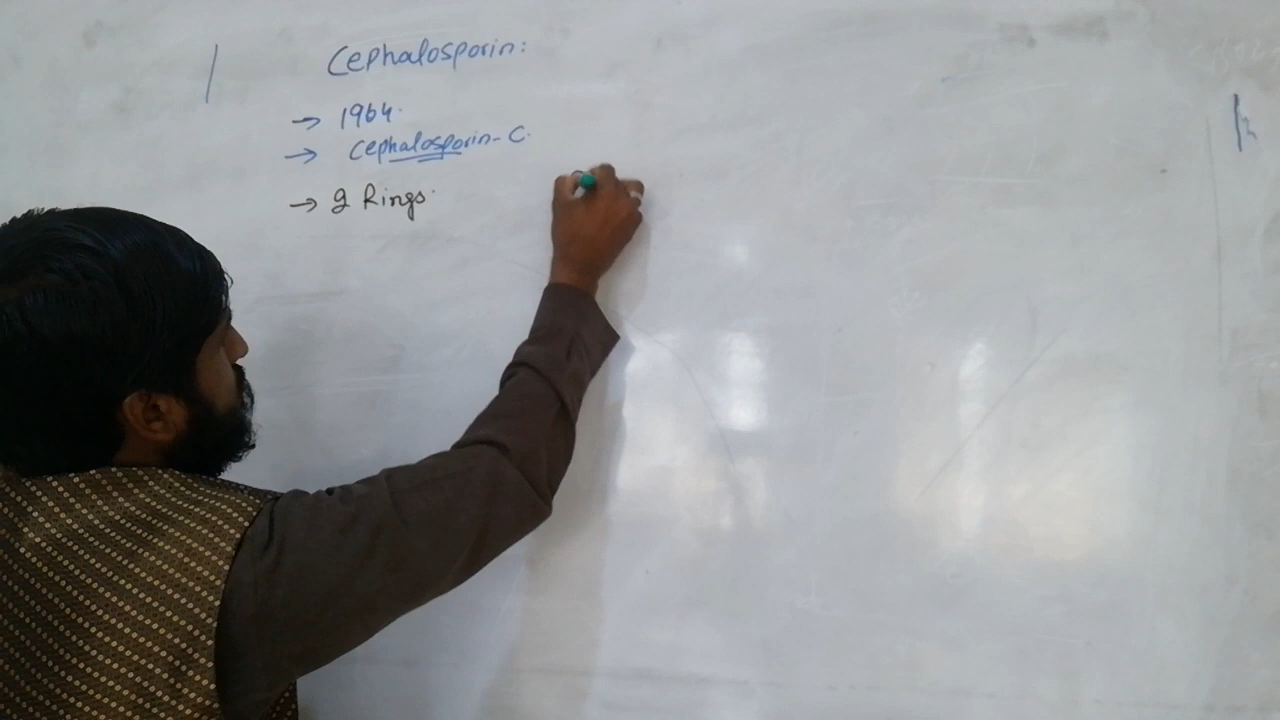 Cephalosporin:
→ 1964.
→ Cephalosporin-C.
→ 2 Rings.